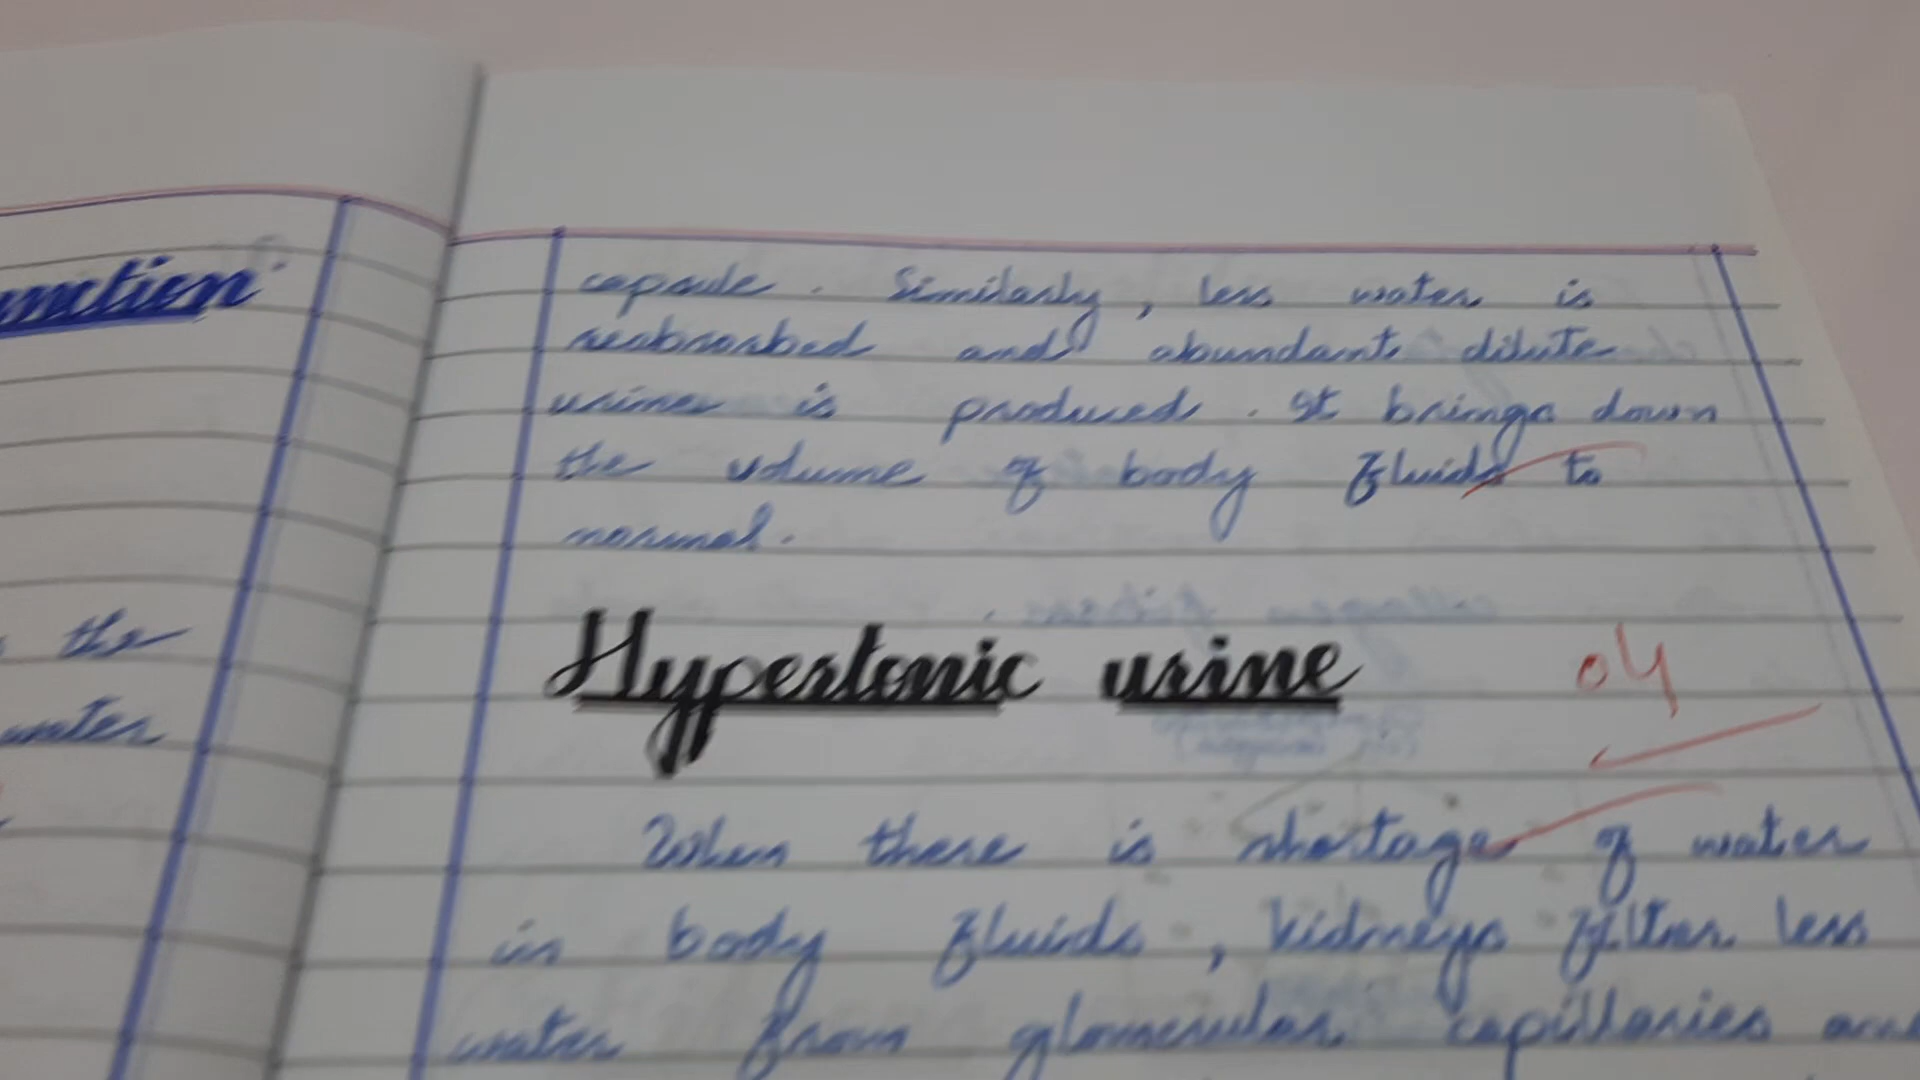 the
water
capsule. Similarly, less water is
reabsorbed and abundant dilute
urine is produced. It brings down
the volume of body fluids to
normal.
Hypertonic urine
04
When there is shortage of water
in body fluids, kidneys filter less
water from glomerular capillaries and